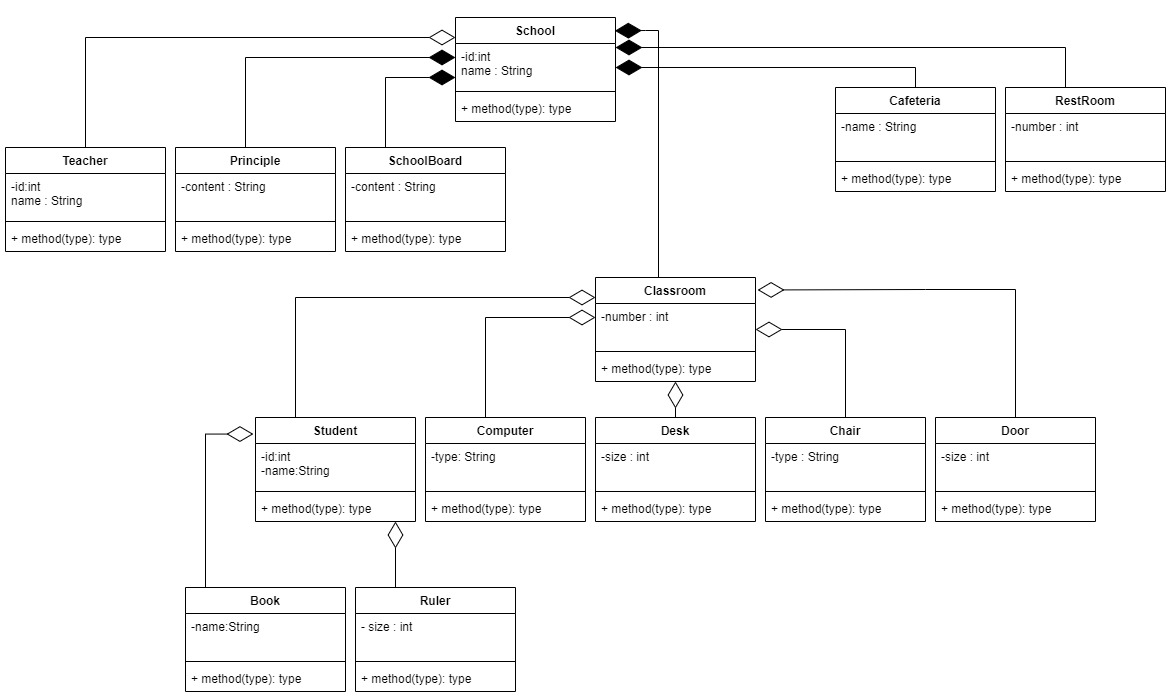 School
-id:int
name : String
+ method(type): type
Cafeteria
-name : String
+ method(type): type
RestRoom
-number : int
+ method(type): type
Teacher
-id:int
name : String
+ method(type): type
Principle
-content : String
+ method(type): type
SchoolBoard
-content : String
+ method(type): type
Classroom
-number : int
+ method(type): type
Student
-id:int
-name:String
+ method(type): type
Computer
-type: String
+ method(type): type
Desk
-size : int
+ method(type): type
Chair
-type : String
+ method(type): type
Door
-size : int
+ method(type): type
Book
-name:String
+ method(type): type
Ruler
- size : int
+ method(type): type